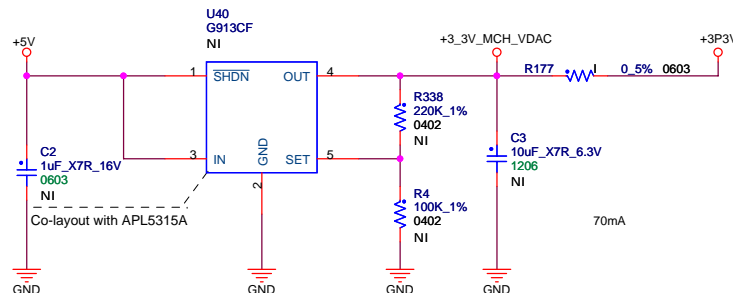 U40
G913CF
NI
+5V
+3_3V_MCH_VDAC
+3P3V
R177
I
0_5%
0603
1
SHDN
OUT
4
R338
220K_1%
0402
NI
C2
1uF_X7R_16V
0603
NI
3
IN
GND
SET
5
2
C3
10uF_X7R_6.3V
1206
NI
R4
100K_1%
0402
NI
Co-layout with APL5315A
70mA
GND
GND
GND
GND